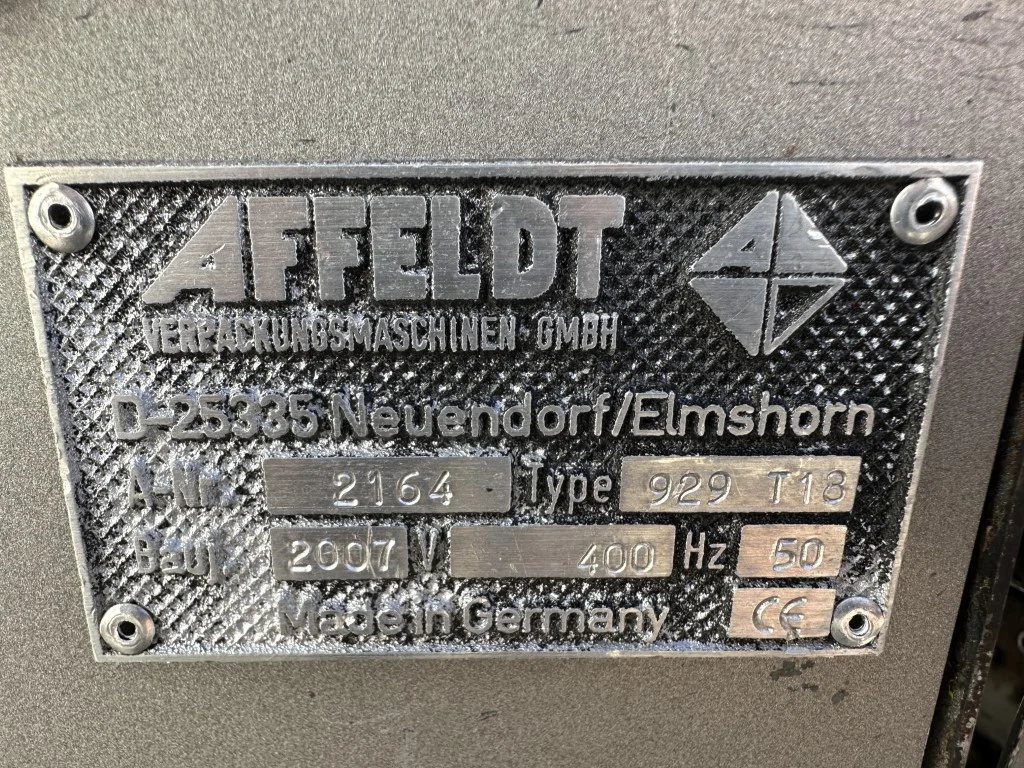 AFFELDT
VERPACKUNGSMASCHINEN GMBH
D-25335 Neuendorf/Elmshorn
A-Nr. 2164 Type 929 T18
Bauj. 2007 V 400 Hz 50
Made in Germany CE